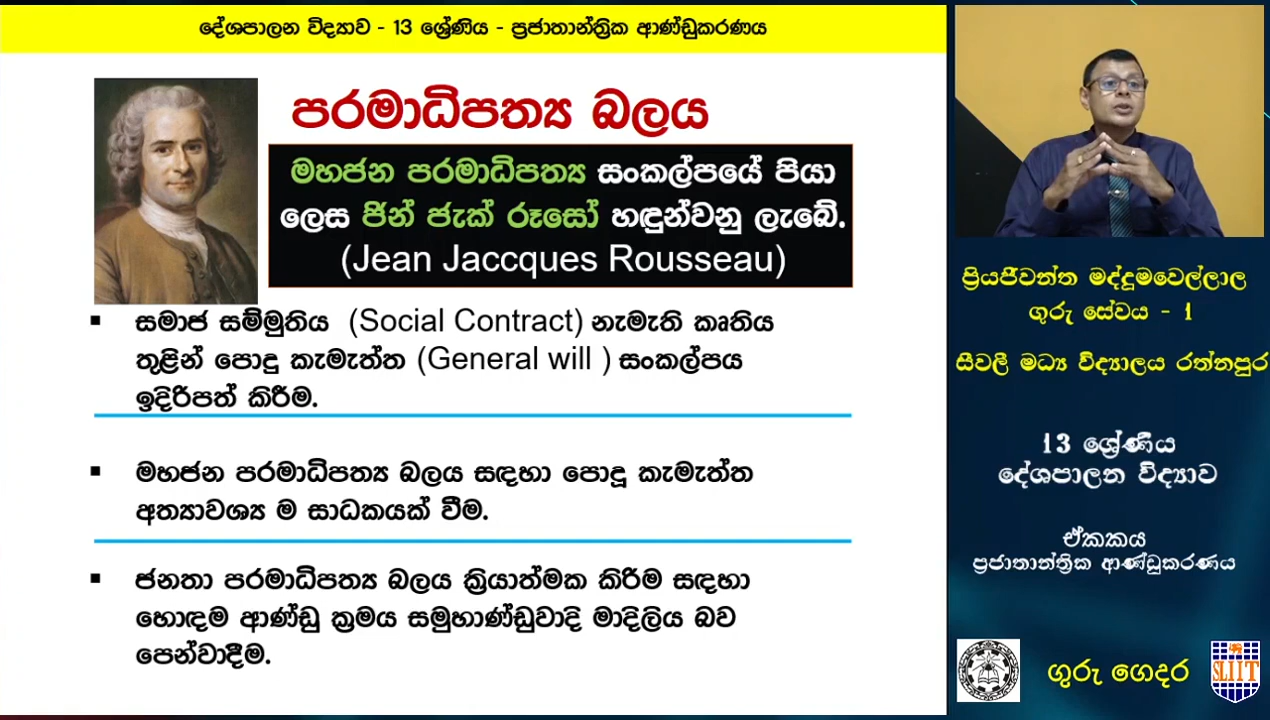 දේශපාලන විද්‍යාව - 13 ශ්‍රේණිය - ප්‍රජාතාන්ත්‍රික ආණ්ඩුකරණය
පරමාධිපත්‍ය බලය
මහජන පරමාධිපත්‍ය සංකල්පයේ පියා
ලෙස ජින් ජැක් රූසෝ හඳුන්වනු ලැබේ.
(Jean Jaccques Rousseau)
▪ සමාජ සම්මුතිය (Social Contract) නැමැති කෘතිය
තුළින් පොදු කැමැත්ත (General will ) සංකල්පය
ඉදිරිපත් කිරීම.
▪ මහජන පරමාධිපත්‍ය බලය සඳහා පොදු කැමැත්ත
අත්‍යාවශ්‍ය ම සාධකයක් වීම.
▪ ජනතා පරමාධිපත්‍ය බලය ක්‍රියාත්මක කිරීම සඳහා
හොඳම ආණ්ඩු ක්‍රමය සමුහාණ්ඩුවාදි මාදිලිය බව
පෙන්වාදීම.
ප්‍රියජීවන්ත මද්දූමවෙල්ලාල
ගුරු සේවය - 1
සීවලී මධ්‍ය විද්‍යාලය රත්නපුර
13 ශ්‍රේණිය
දේශපාලන විද්‍යාව
ඒකකය
ප්‍රජාතාන්ත්‍රික ආණ්ඩුකරණය
ගුරු ගෙදර
SLIIT